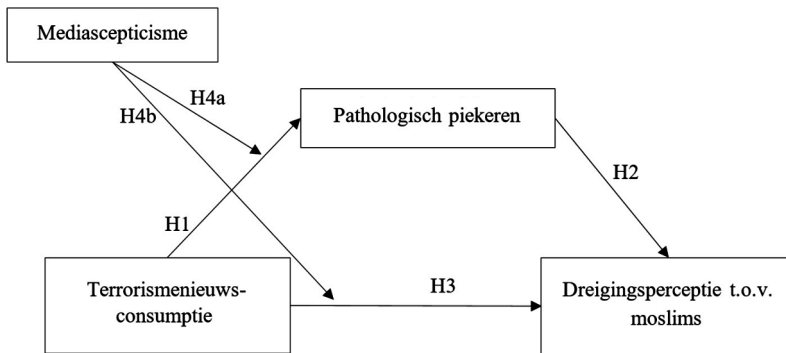 Mediascepticisme
H4a
H4b
Pathologisch piekeren
H2
H1
Terrorismenieuws-
consumptie
H3
Dreigingsperceptie t.o.v.
moslims